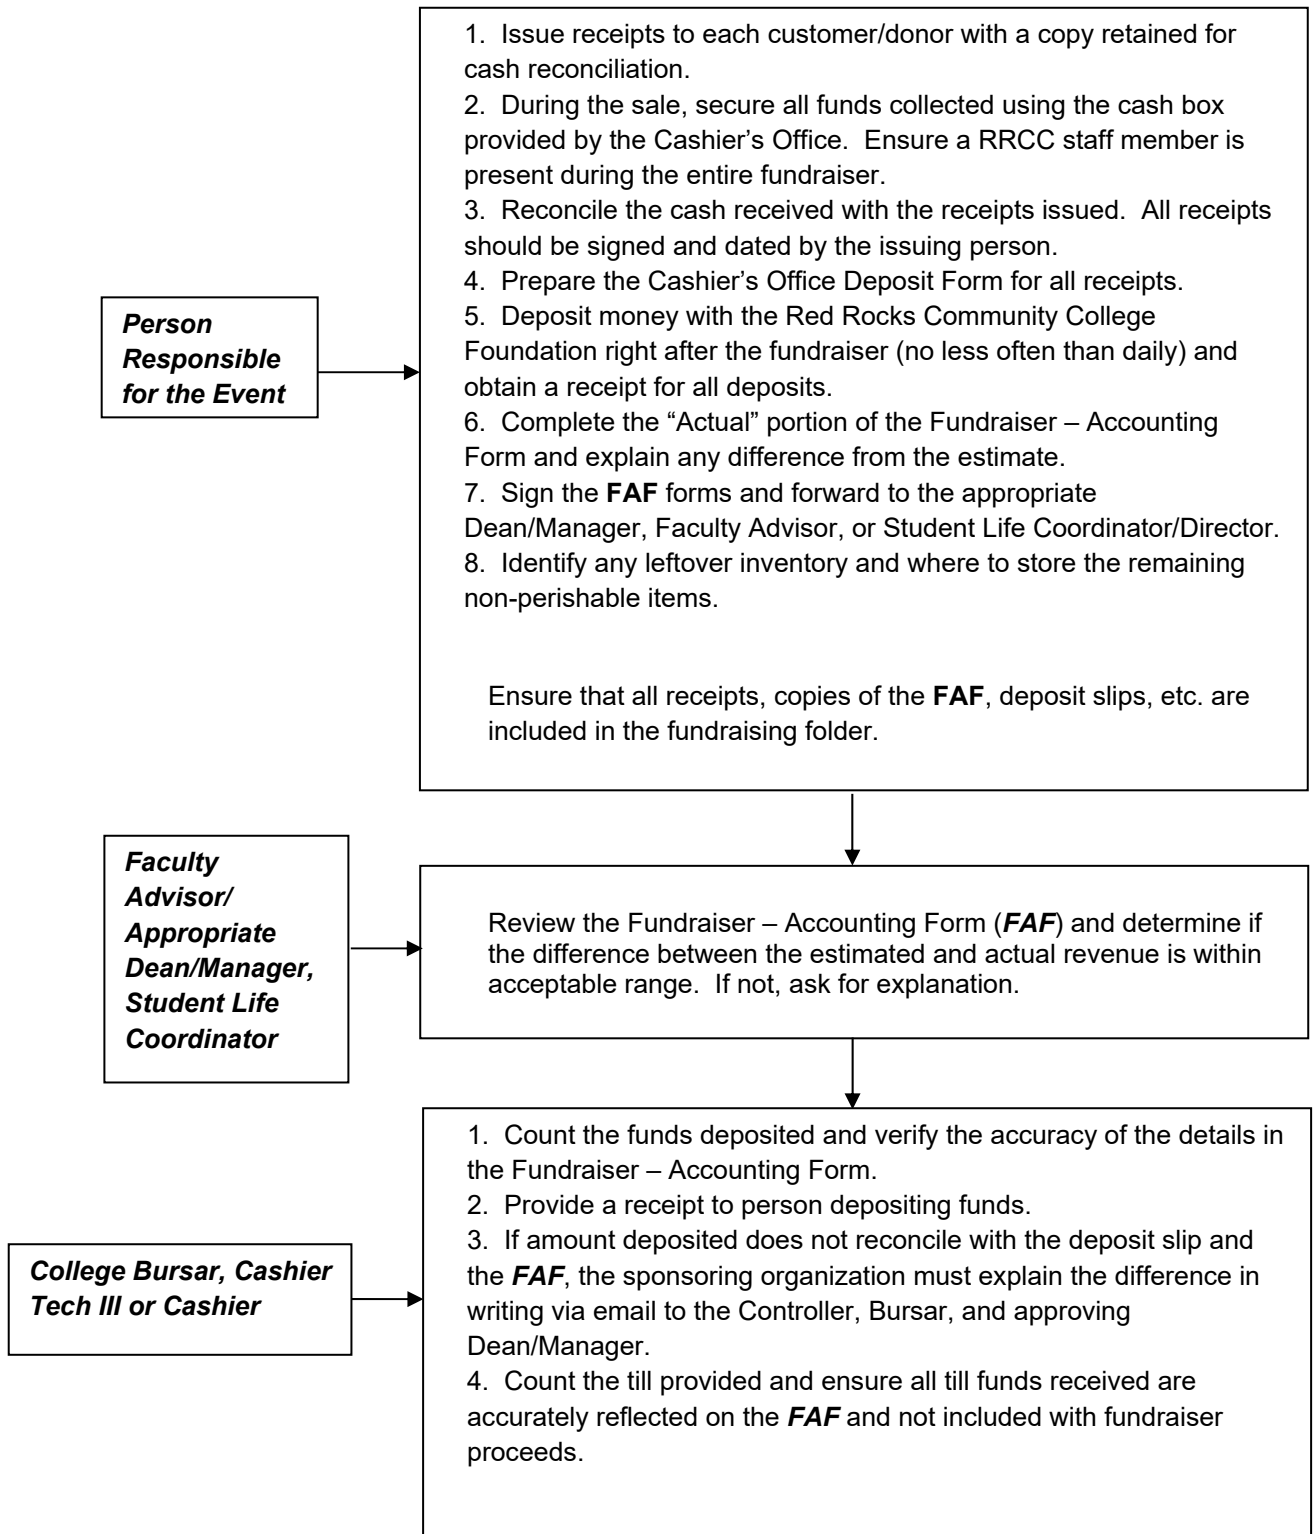 1.  Issue receipts to each customer/donor with a copy retained for
cash reconciliation.
2.  During the sale, secure all funds collected using the cash box
provided by the Cashier's Office.  Ensure a RRCC staff member is
present during the entire fundraiser.
3.  Reconcile the cash received with the receipts issued.  All receipts
should be signed and dated by the issuing person.
4.  Prepare the Cashier's Office Deposit Form for all receipts.
5.  Deposit money with the Red Rocks Community College
Foundation right after the fundraiser (no less often than daily) and
obtain a receipt for all deposits.
6.  Complete the “Actual” portion of the Fundraiser – Accounting
Form and explain any difference from the estimate.
7.  Sign the FAF forms and forward to the appropriate
Dean/Manager, Faculty Advisor, or Student Life Coordinator/Director.
8.  Identify any leftover inventory and where to store the remaining
non-perishable items.
Ensure that all receipts, copies of the FAF, deposit slips, etc. are
included in the fundraising folder.
Person
Responsible
for the Event
Faculty
Advisor/
Appropriate
Dean/Manager,
Student Life
Coordinator
Review the Fundraiser – Accounting Form (FAF) and determine if
the difference between the estimated and actual revenue is within
acceptable range.  If not, ask for explanation.
College Bursar, Cashier
Tech III or Cashier
1.  Count the funds deposited and verify the accuracy of the details in
the Fundraiser – Accounting Form.
2.  Provide a receipt to person depositing funds.
3.  If amount deposited does not reconcile with the deposit slip and
the FAF, the sponsoring organization must explain the difference in
writing via email to the Controller, Bursar, and approving
Dean/Manager.
4.  Count the till provided and ensure all till funds received are
accurately reflected on the FAF and not included with fundraiser
proceeds.